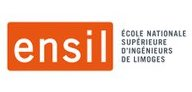 ensil
ÉCOLE NATIONALE
SUPÉRIEURE
D'INGÉNIEURS
DE LIMOGES